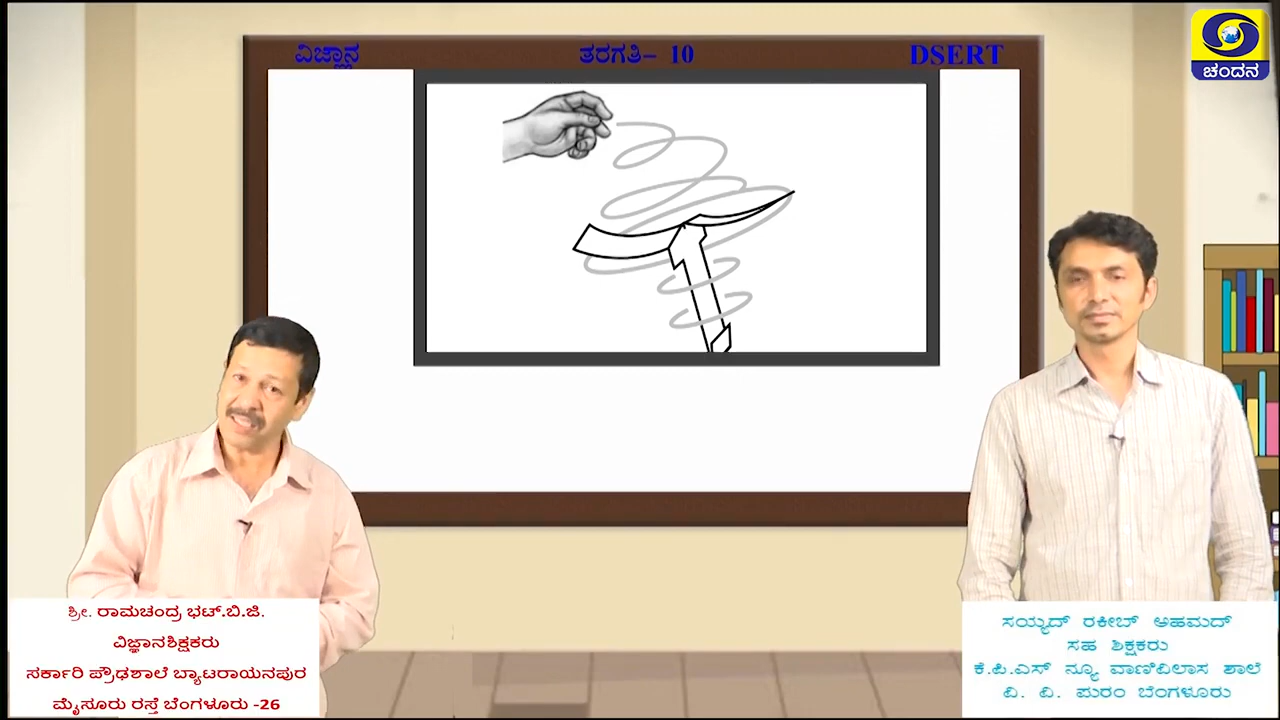 ವಿಜ್ಞಾನ ತರಗತಿ- 10 DSERT
ಚಂದನ
ಶ್ರೀ. ರಾಮಚಂದ್ರ ಭಟ್.ಬಿ.ಜಿ.
ವಿಜ್ಞಾನಶಿಕ್ಷಕರು
ಸರ್ಕಾರಿ ಪ್ರೌಢಶಾಲೆ ಬ್ಯಾಟರಾಯನಪುರ
ಮೈಸೂರು ರಸ್ತೆ ಬೆಂಗಳೂರು -26
ಸಯ್ಯದ್ ರಕೀಬ್ ಅಹಮದ್
ಸಹ ಶಿಕ್ಷಕರು
ಕೆ.ಪಿ.ಎಸ್ ನ್ಯೂ ವಾಣಿವಿಲಾಸ ಶಾಲೆ
ವಿ. ವಿ. ಪುರಂ ಬೆಂಗಳೂರು